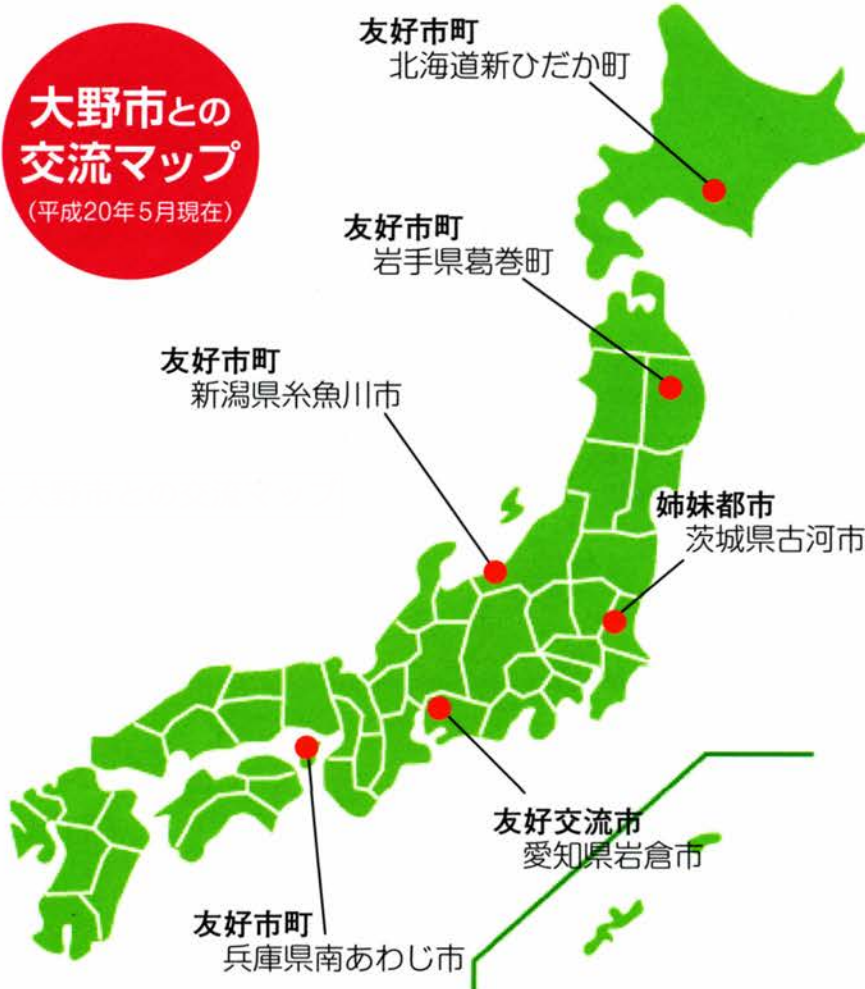 大野市との
交流マップ
(平成20年5月現在)
友好市町
北海道新ひだか町
友好市町
岩手県葛巻町
友好市町
新潟県糸魚川市
姉妹都市
茨城県古河市
友好交流市
愛知県岩倉市
友好市町
兵庫県南あわじ市